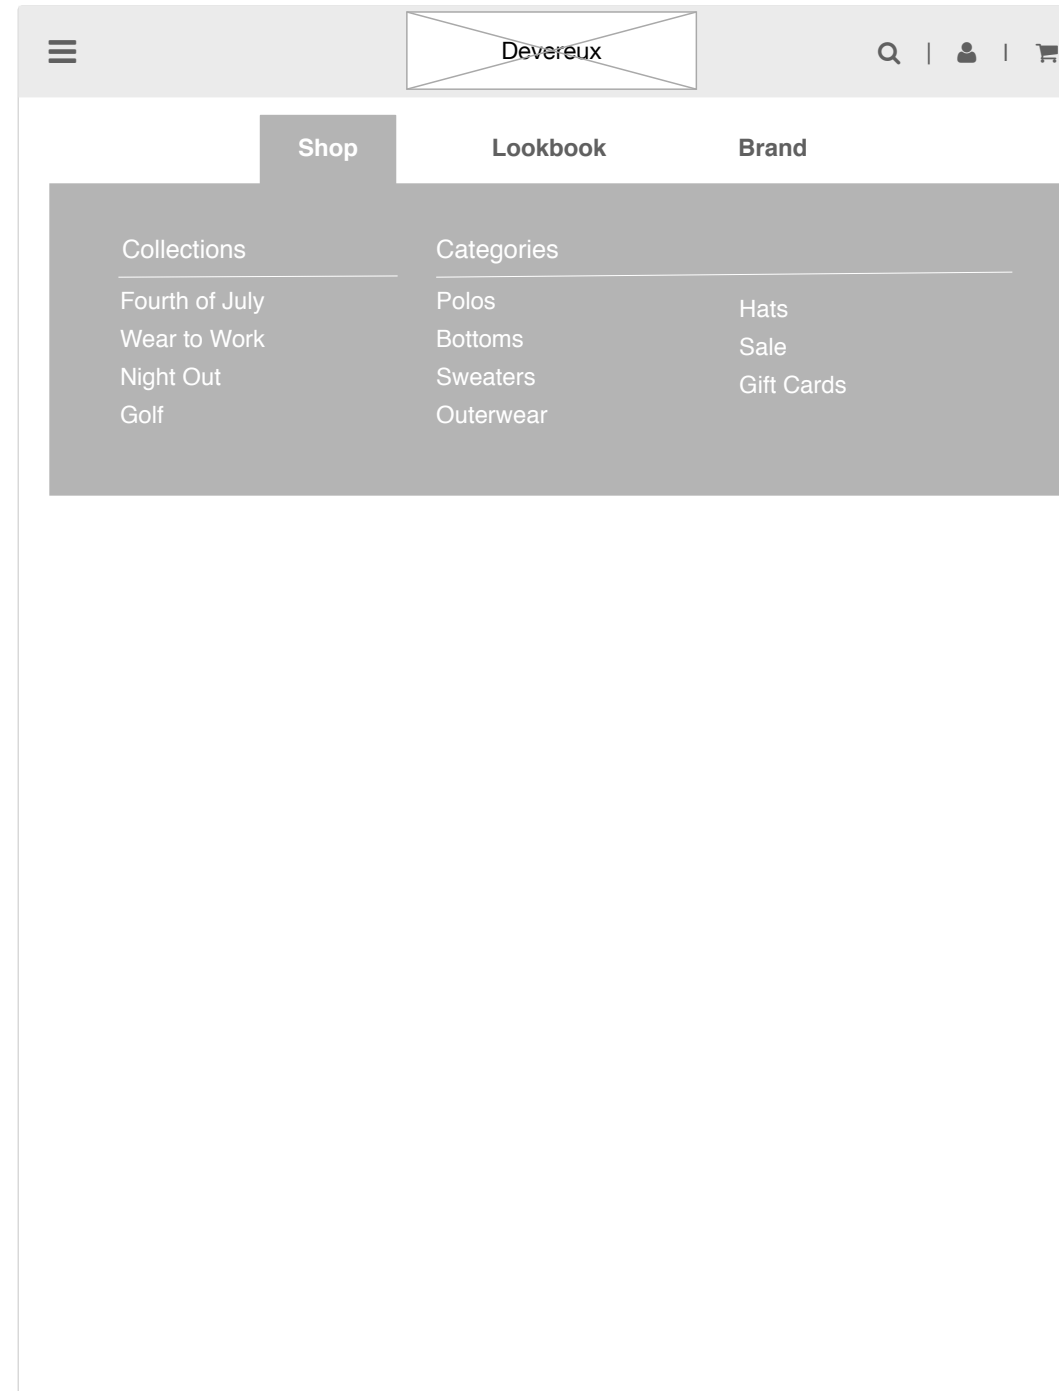 Devereux
Shop Lookbook Brand
Collections
Fourth of July
Wear to Work
Night Out
Golf
Categories
Polos
Bottoms
Sweaters
Outerwear
Hats
Sale
Gift Cards